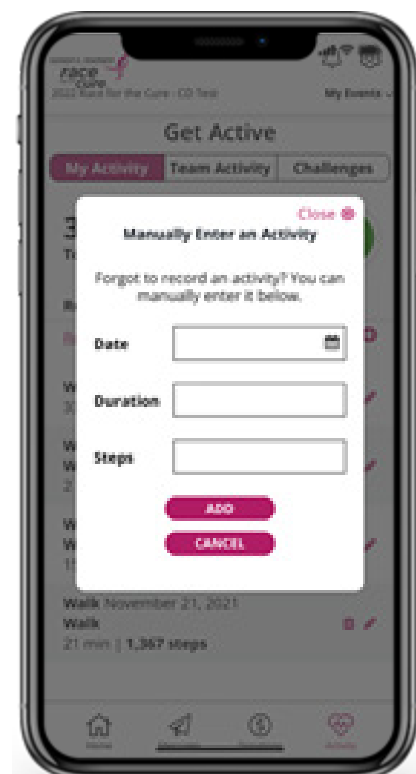 race
cure
2022 Race for the Cure - CD Test
My Events
Get Active
My Activity
Team Activity
Challenges
Close
Manually Enter an Activity
Forgot to record an activity? You can
manually enter it below.
Date
Duration
Steps
ADD
CANCEL
Walk November 21, 2021
Walk
21 min | 1,367 steps
Home
Activity